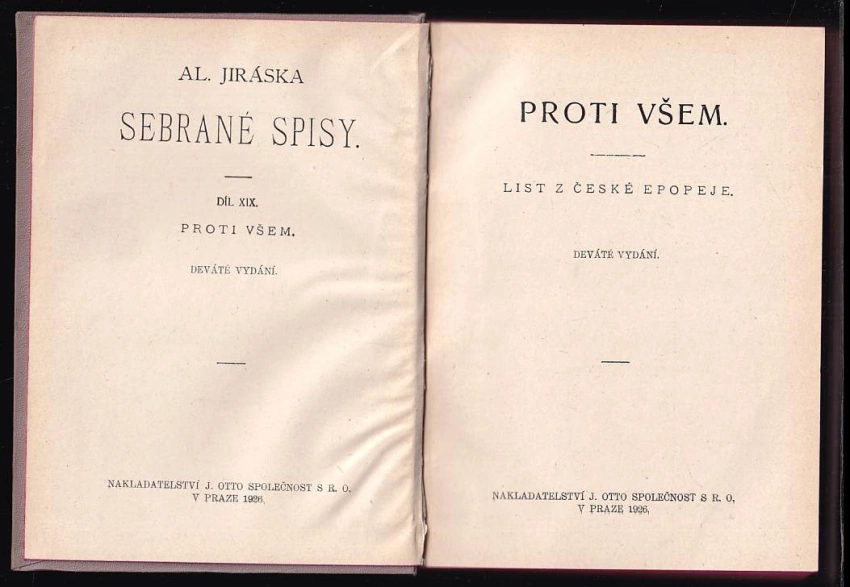 AL. JIRÁSKA
SEBRANÉ SPISY.
DÍL XIX.
PROTI VŠEM.
DEVÁTÉ VYDÁNÍ.
NAKLADATELSTVÍ J. OTTO SPOLEČNOST S R. O.
V PRAZE 1926.
PROTI VŠEM.
LIST Z ČESKÉ EPOPEJE.
DEVÁTÉ VYDÁNÍ.
NAKLADATELSTVÍ J. OTTO SPOLEČNOST S R. O.
V PRAZE 1926.